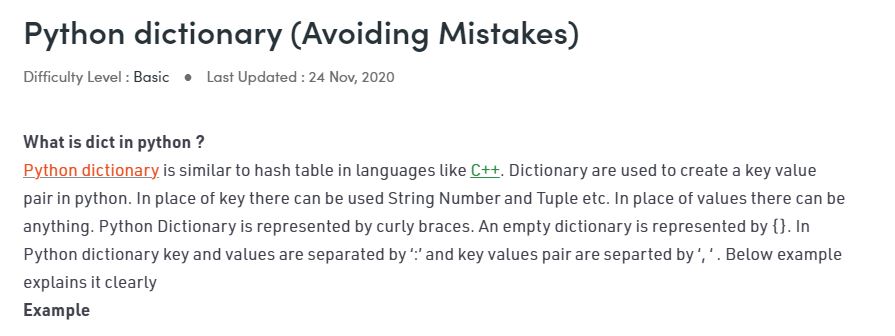 Python dictionary (Avoiding Mistakes)
Difficulty Level : Basic ● Last Updated : 24 Nov, 2020
What is dict in python ?
Python dictionary is similar to hash table in languages like C++. Dictionary are used to create a key value
pair in python. In place of key there can be used String Number and Tuple etc. In place of values there can be
anything. Python Dictionary is represented by curly braces. An empty dictionary is represented by {}. In
Python dictionary key and values are separated by ‘:’ and key values pair are separted by ‘, ‘ . Below example
explains it clearly
Example